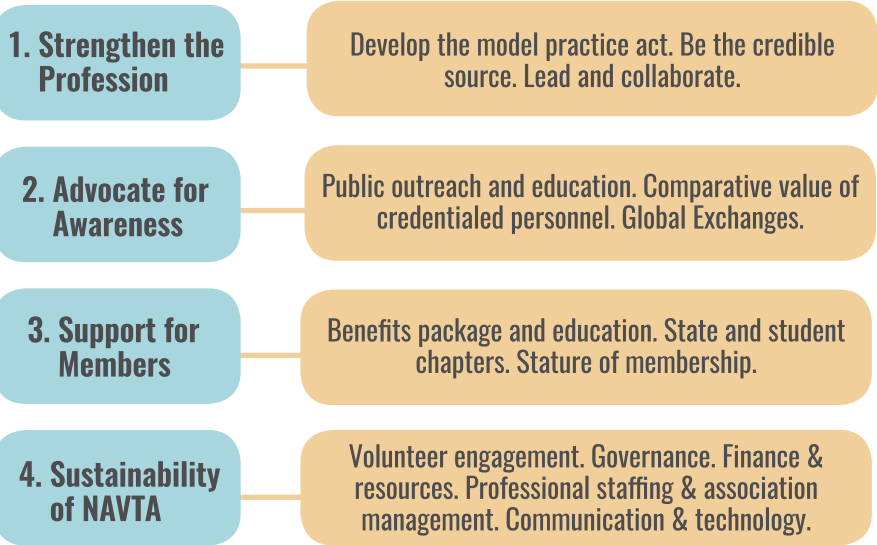 1. Strengthen the
Profession
Develop the model practice act. Be the credible
source. Lead and collaborate.
2. Advocate for
Awareness
Public outreach and education. Comparative value of
credentialed personnel. Global Exchanges.
3. Support for
Members
Benefits package and education. State and student
chapters. Stature of membership.
4. Sustainability
of NAVTA
Volunteer engagement. Governance. Finance &
resources. Professional staffing & association
management. Communication & technology.